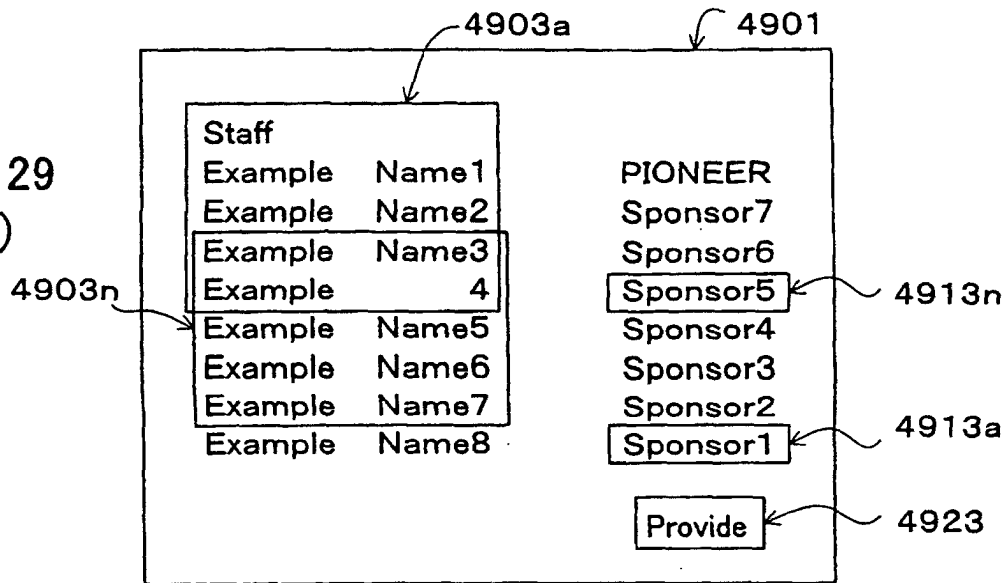 4903a
4901
29
)
Staff
Example Name1
Example Name2
Example Name3
Example 4
Example Name5
Example Name6
Example Name7
Example Name8
4903n
PIONEER
Sponsor7
Sponsor6
Sponsor5
Sponsor4
Sponsor3
Sponsor2
Sponsor1
Provide
4913n
4913a
4923